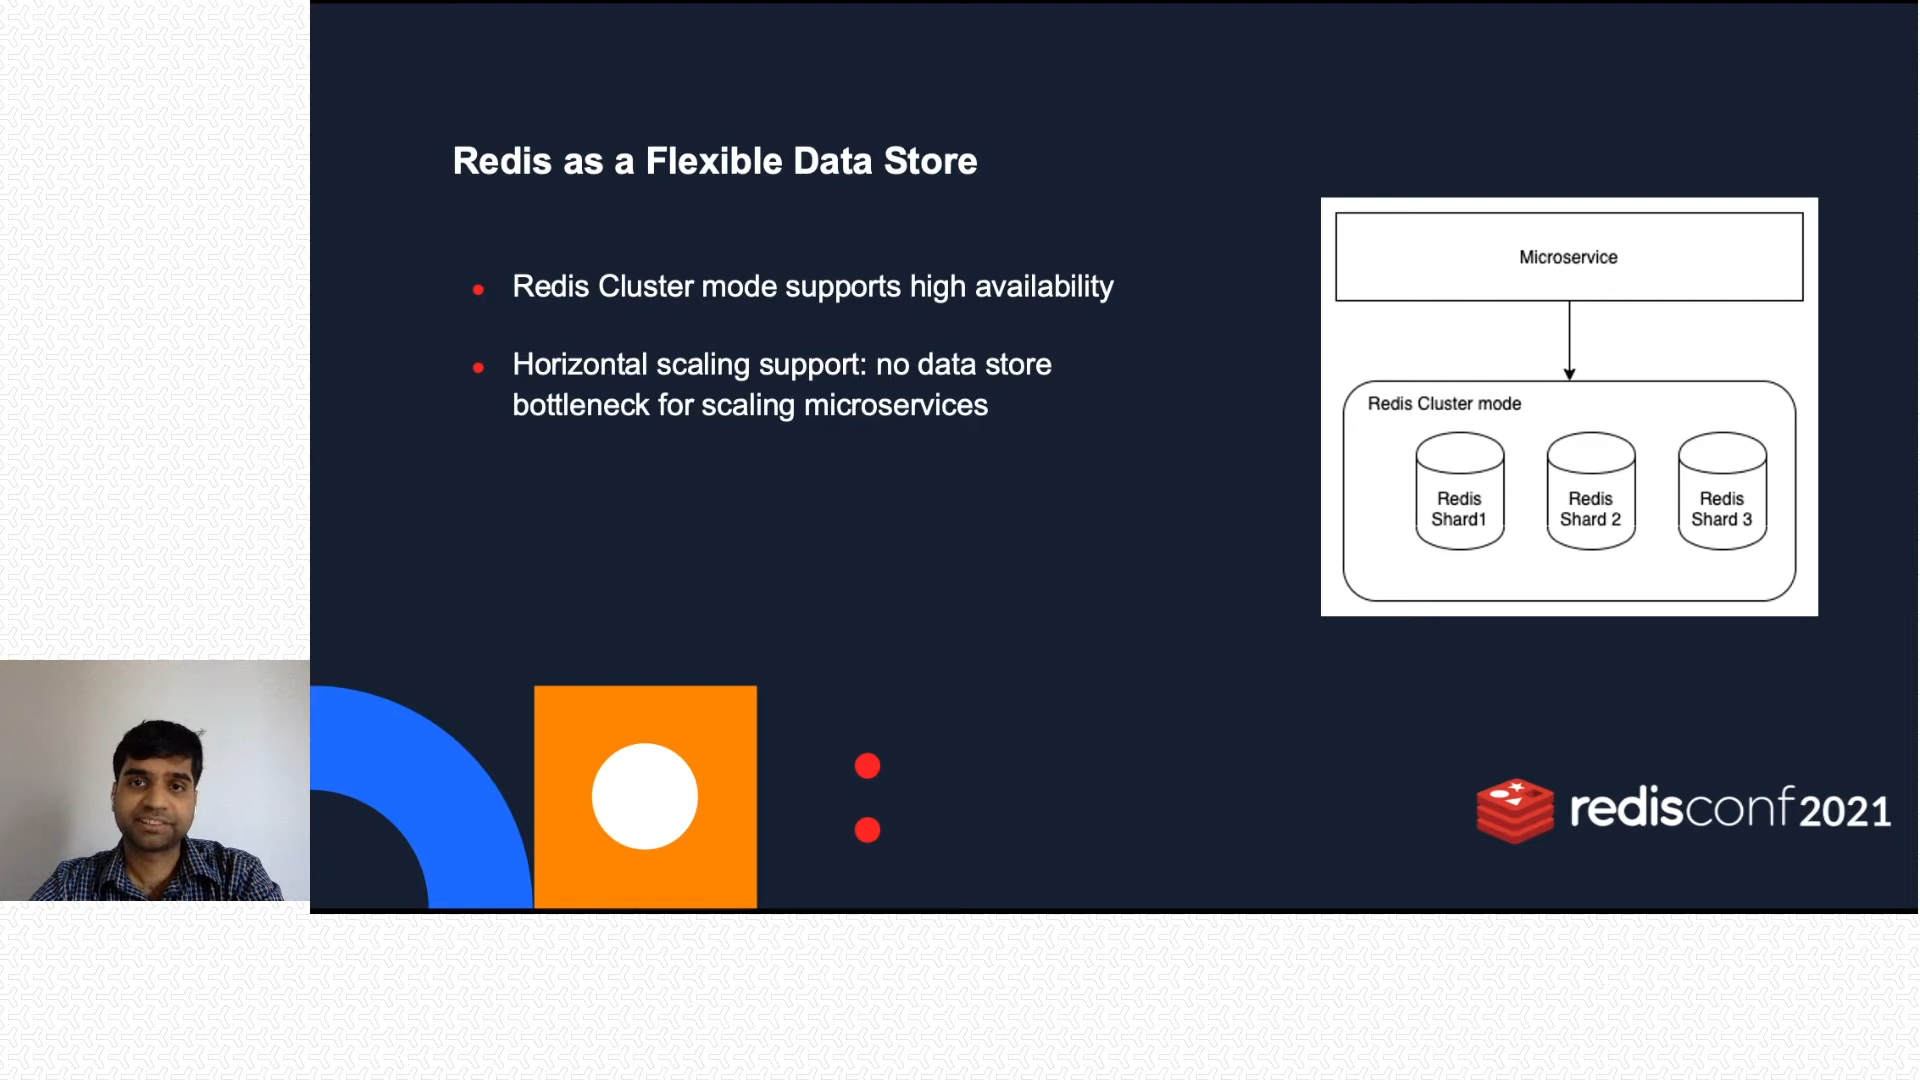 Redis as a Flexible Data Store
Redis Cluster mode supports high availability
Horizontal scaling support: no data store
bottleneck for scaling microservices
Microservice
Redis Cluster mode
Redis
Shard1
Redis
Shard 2
Redis
Shard 3
redisconf2021